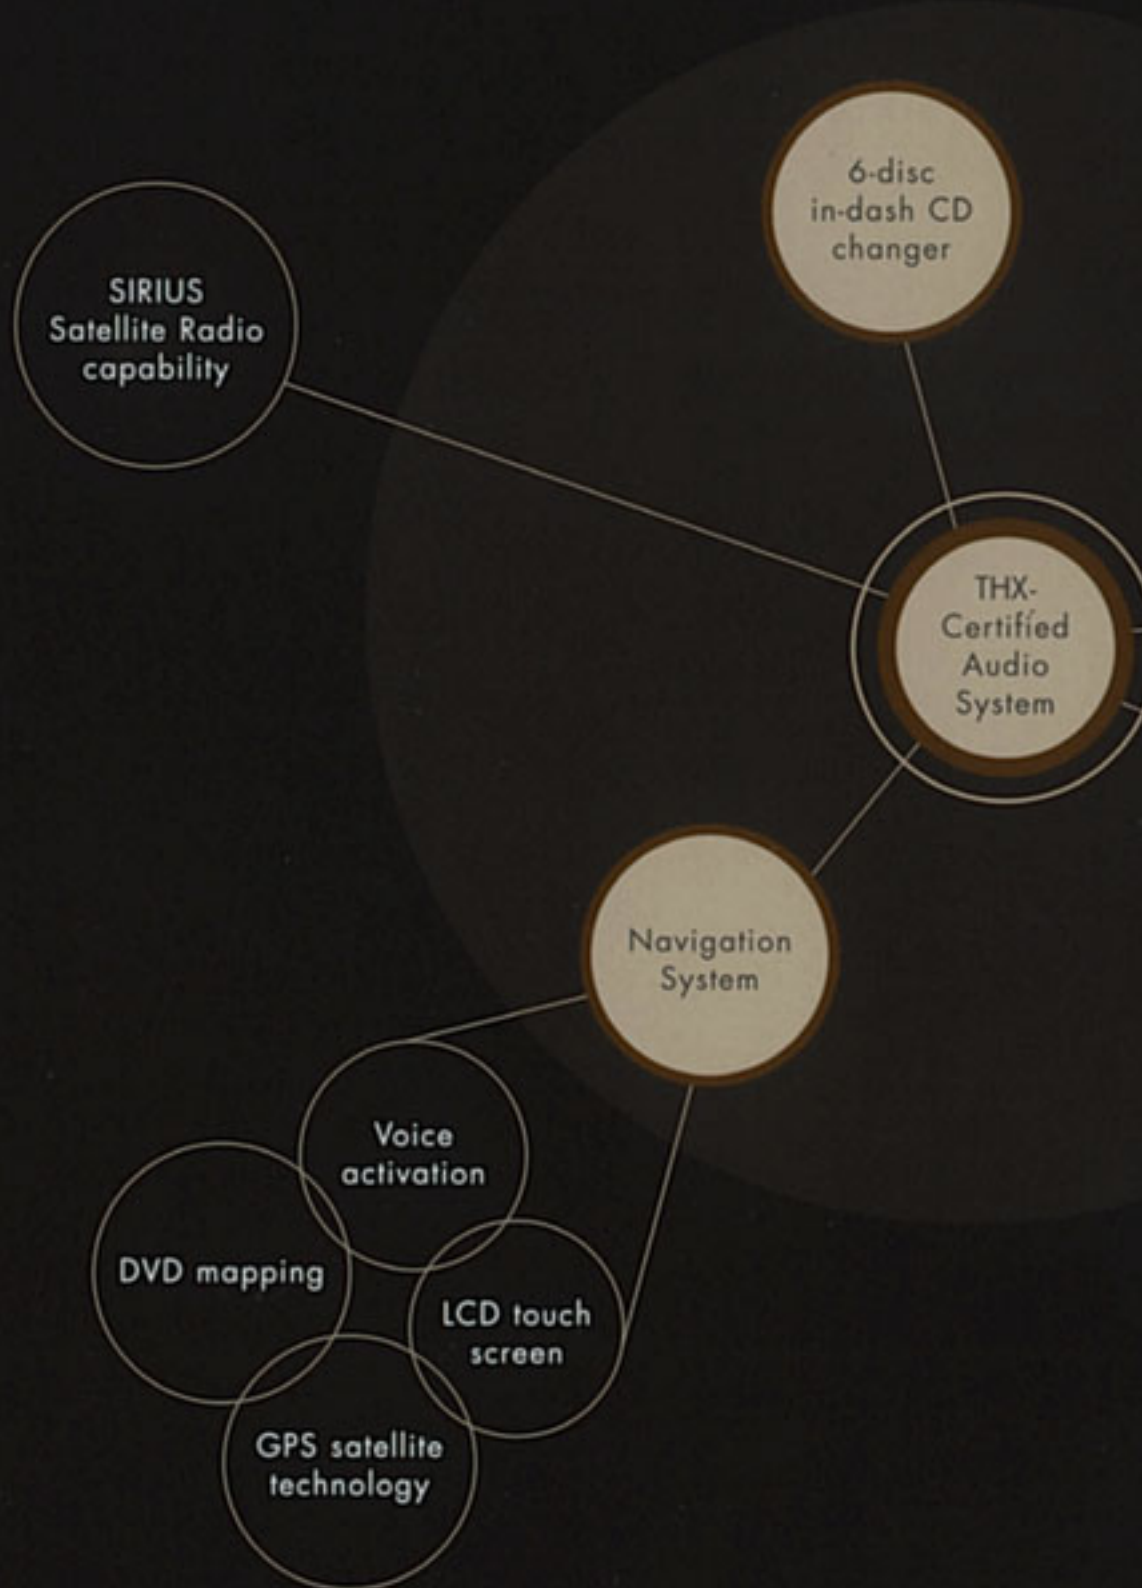 6-disc
in-dash CD
changer
SIRIUS
Satellite Radio
capability
THX-
Certified
Audio
System
Navigation
System
Voice
activation
DVD mapping
LCD touch
screen
GPS satellite
technology